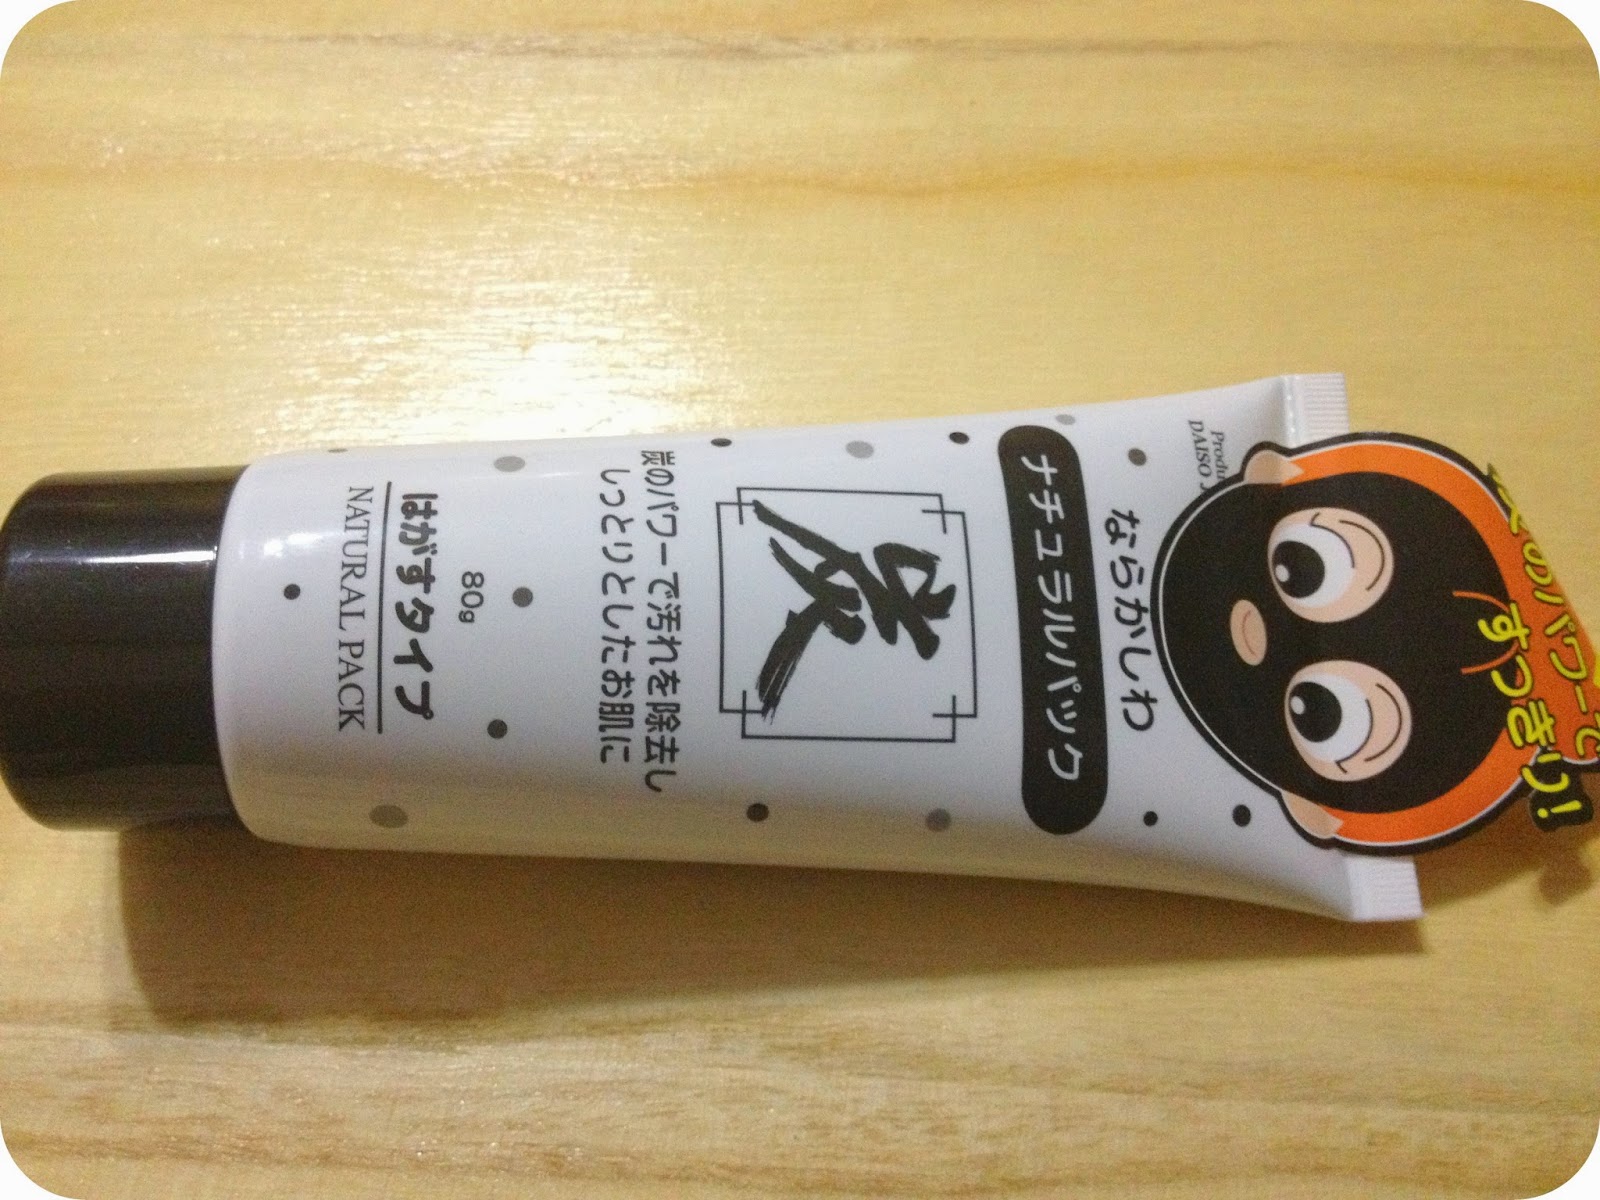 すみのパワーで
すっきり!
Produ
DAISO J
ならかしわ
ナチュラルパック
炭
炭のパワーで汚れを除去し
しっとりとしたお肌に
80g
はがすタイプ
NATURAL PACK